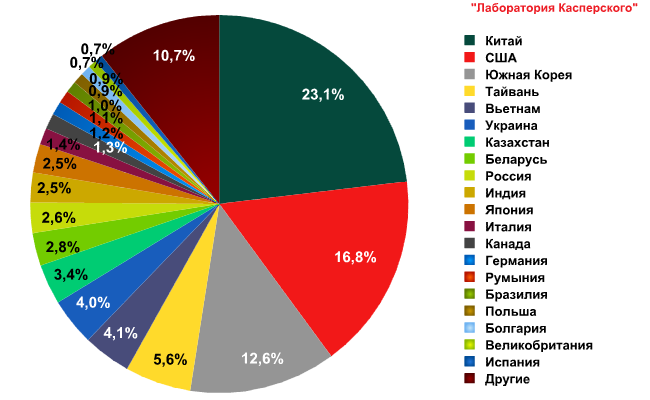 "Лаборатория Касперского"
Китай
США
Южная Корея
Тайвань
Вьетнам
Украина
Казахстан
Беларусь
Россия
Индия
Япония
Италия
Канада
Германия
Румыния
Бразилия
Польша
Болгария
Великобритания
Испания
Другие
23,1%
16,8%
12,6%
5,6%
4,1%
4,0%
3,4%
2,8%
2,6%
2,5%
2,5%
1,4%
1,3%
1,2%
1,1%
1,0%
0,9%
0,9%
0,7%
0,7%
10,7%